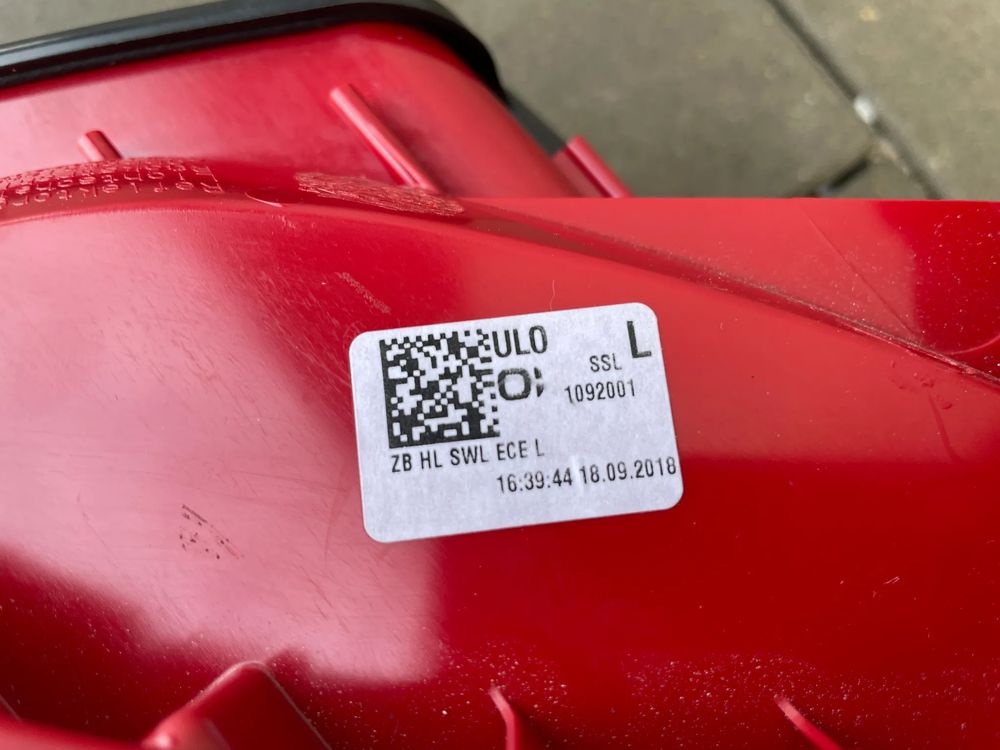 ULO
L
SSL
1092001
ZB HL SWL ECE L
16:39:44 18.09.2018